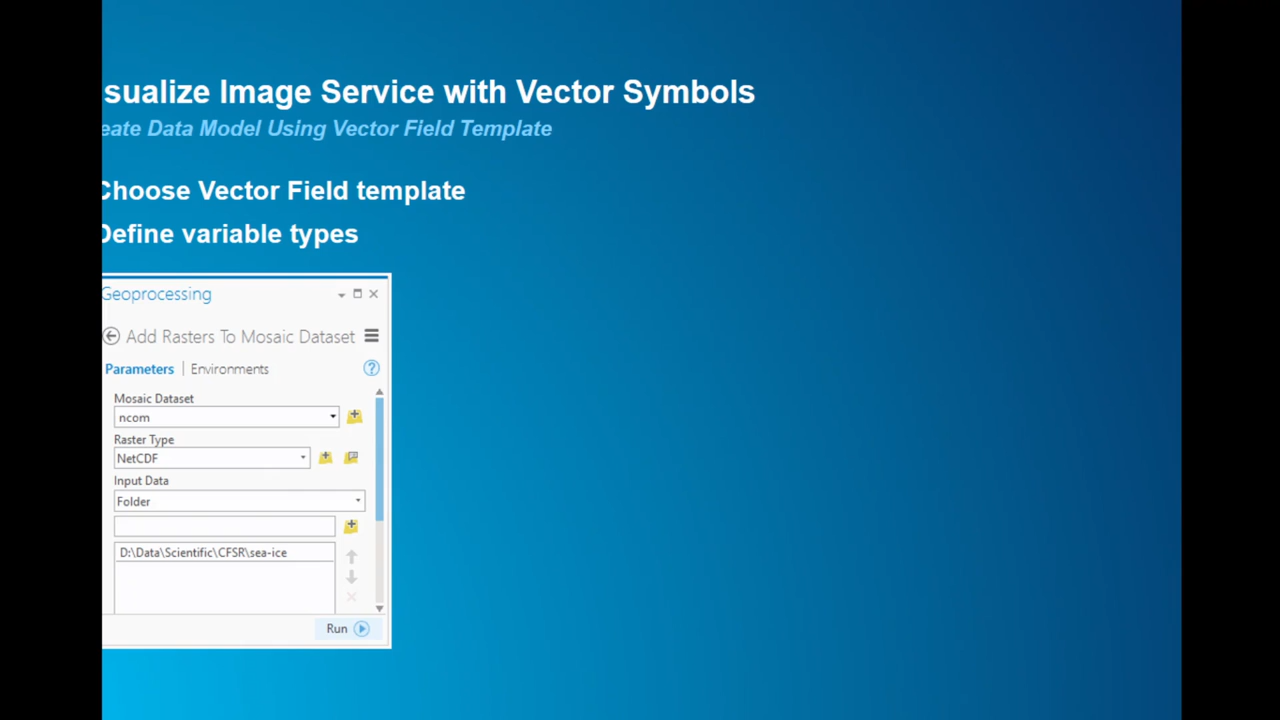 sualize Image Service with Vector Symbols
eate Data Model Using Vector Field Template
Choose Vector Field template
Define variable types
Geoprocessing
Add Rasters To Mosaic Dataset
Parameters | Environments
Mosaic Dataset
ncom
Raster Type
NetCDF
Input Data
Folder
D:\Data\Scientific\CFSR\sea-ice
Run